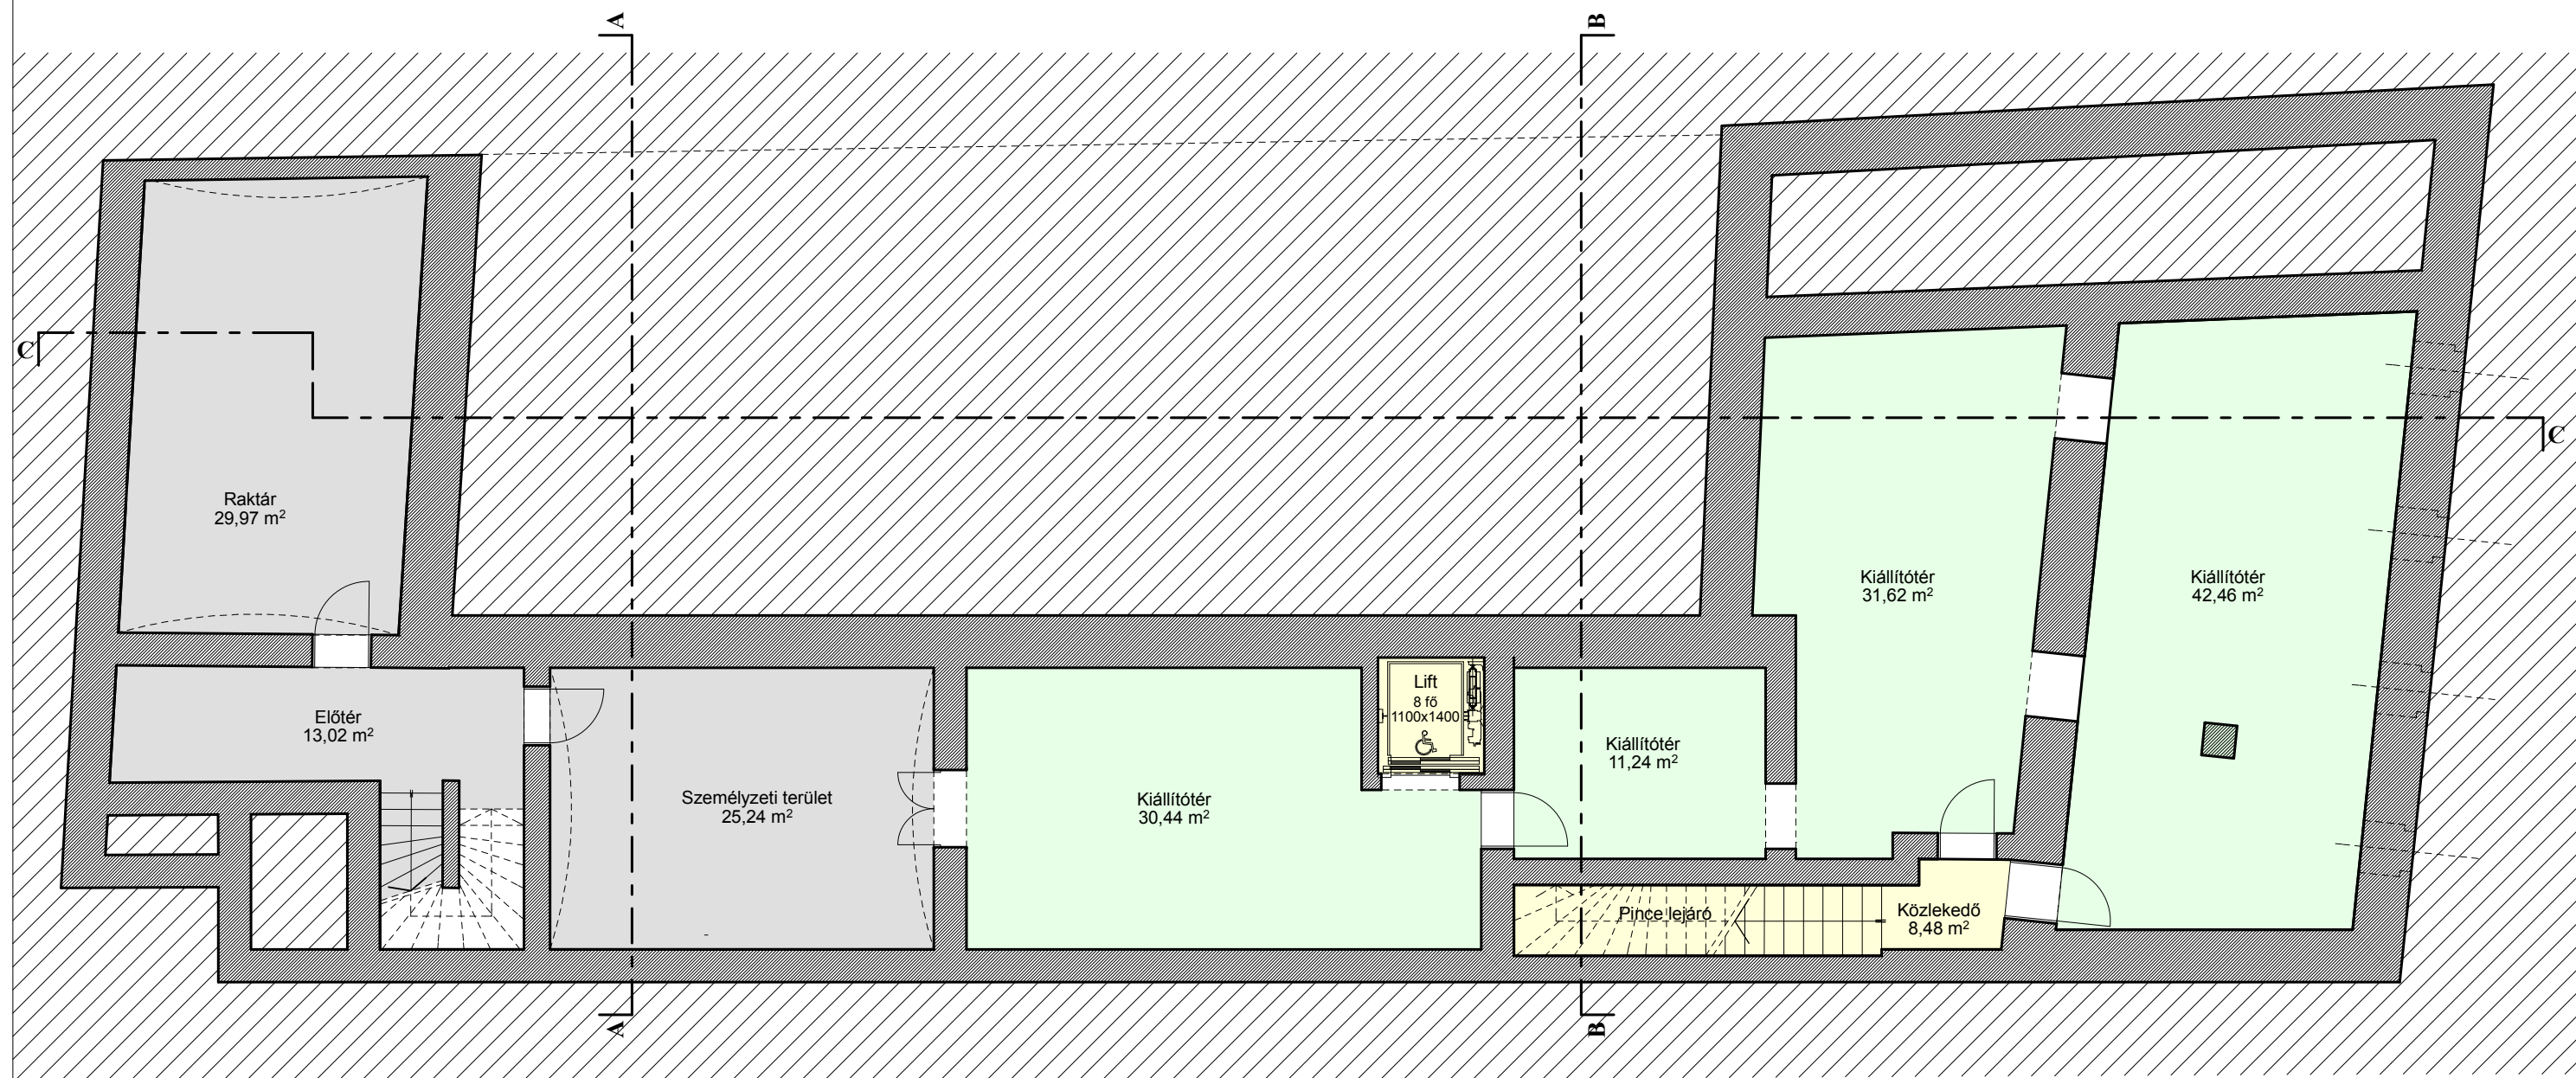 A
B
C
C
Raktár
29,97 m²
Kiállítótér
31,62 m²
Kiállítótér
42,46 m²
Előtér
13,02 m²
Lift
8 fő
1100x1400
Személyzeti terület
25,24 m²
Kiállítótér
30,44 m²
Kiállítótér
11,24 m²
Pince lejáró
Közlekedő
8,48 m²
A
B